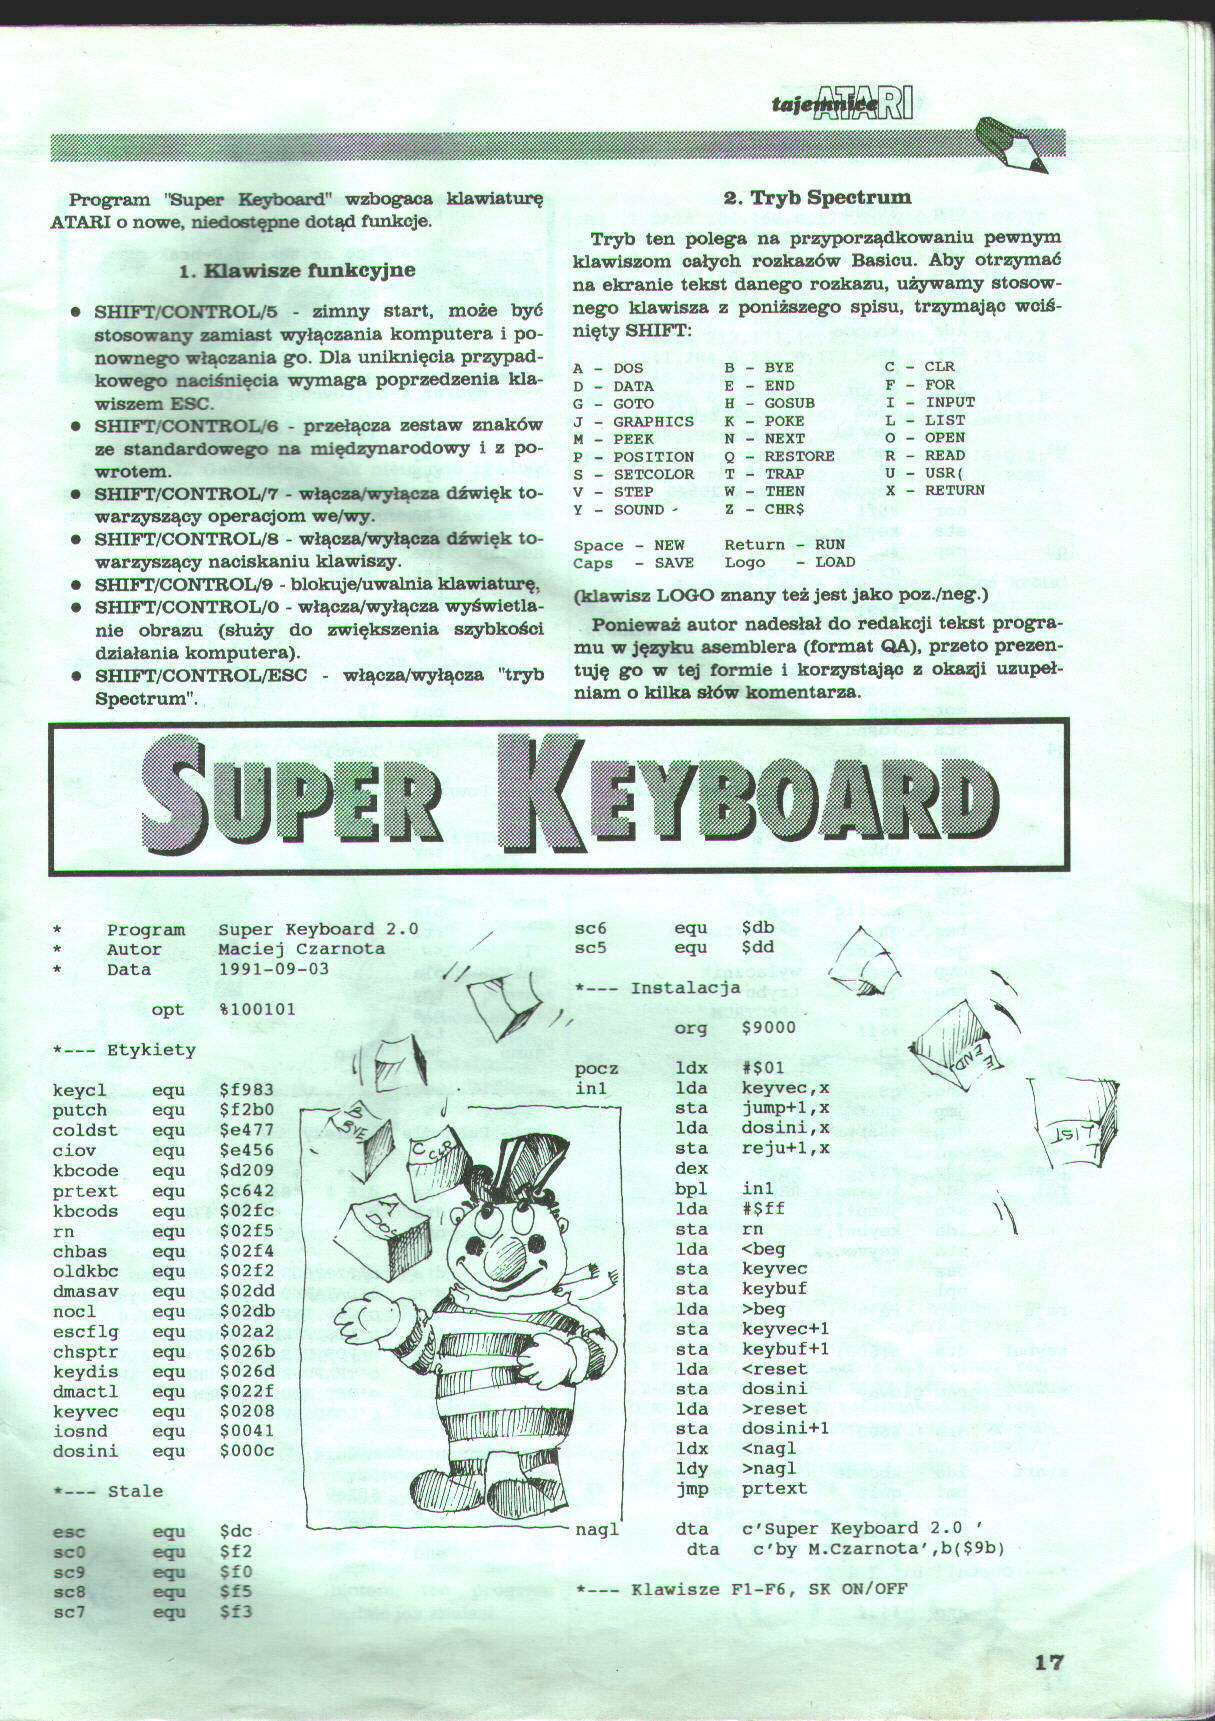 tajemnice ATARI
Program "Super Keyboard" wzbogaca klawiaturę
ATARI o nowe, niedostępne dotąd funkcje.
1. Klawisze funkcyjne
● SHIFT/CONTROL/5 - zimny start, może być
stosowany zamiast wyłączania komputera i po-
nownego włączania go. Dla uniknięcia przypad-
kowego naciśnięcia wymaga poprzedzenia kla-
wiszem ESC.
● SHIFT/CONTROL/6 - przełącza zestaw znaków
ze standardowego na międzynarodowy i z po-
wrotem.
● SHIFT/CONTROL/7 - włącza/wyłącza dźwięk to-
warzyszący operacjom we/wy.
● SHIFT/CONTROL/8 - włącza/wyłącza dźwięk to-
warzyszący naciskaniu klawiszy.
● SHIFT/CONTROL/9 - blokuje/uwalnia klawiaturę,
● SHIFT/CONTROL/0 - włącza/wyłącza wyświetla-
nie obrazu (służy do zwiększenia szybkości
działania komputera).
● SHIFT/CONTROL/ESC - włącza/wyłącza "tryb
Spectrum".
2. Tryb Spectrum
Tryb ten polega na przyporządkowaniu pewnym
klawiszom całych rozkazów Basicu. Aby otrzymać
na ekranie tekst danego rozkazu, używamy stosow-
nego klawisza z poniższego spisu, trzymając wciś-
nięty SHIFT:
A - DOS B - BYE C - CLR
D - DATA E - END F - FOR
G - GOTO H - GOSUB I - INPUT
J - GRAPHICS K - POKE L - LIST
M - PEEK N - NEXT O - OPEN
P - POSITION Q - RESTORE R - READ
S - SETCOLOR T - TRAP U - USR(
V - STEP W - THEN X - RETURN
Y - SOUND - Z - CHR$
Space - NEW Return - RUN
Caps - SAVE Logo - LOAD
(klawisz LOGO znany też jest jako poz./neg.)
Ponieważ autor nadesłał do redakcji tekst progra-
mu w języku asemblera (format QA), przeto prezen-
tuję go w tej formie i korzystając z okazji uzupeł-
niam o kilka słów komentarza.
SUPER KEYBOARD
* Program Super Keyboard 2.0
* Autor Maciej Czarnota
* Data 1991-09-03
opt %100101
*--- Etykiety
keycl equ $f983
putch equ $f2b0
coldst equ $e477
ciov equ $e456
kbcode equ $d209
prtext equ $c642
kbcods equ $02fc
rn equ $02f5
chbas equ $02f4
oldkbc equ $02f2
dmasav equ $02dd
nocl equ $02db
escflg equ $02a2
chsptr equ $026b
keydis equ $026d
dmactl equ $022f
keyvec equ $0208
iosnd equ $0041
dosini equ $000c
*--- Stale
esc equ $dc
sc0 equ $f2
sc9 equ $f0
sc8 equ $f5
sc7 equ $f3
B BYE
C CLR
A DOS
sc6 equ $db
sc5 equ $dd
*--- Instalacja
org $9000
pocz ldx #$01
in1 lda keyvec,x
sta jump+1,x
lda dosini,x
sta reju+1,x
dex
bpl in1
lda #$ff
sta rn
lda <beg
sta keyvec
sta keybuf
lda >beg
sta keyvec+1
sta keybuf+1
lda <reset
sta dosini
lda >reset
sta dosini+1
ldx <nagl
ldy >nagl
jmp prtext
nagl dta c'Super Keyboard 2.0 '
dta c'by M.Czarnota',b($9b)
*--- Klawisze F1-F6, SK ON/OFF
E END
L LIST
17